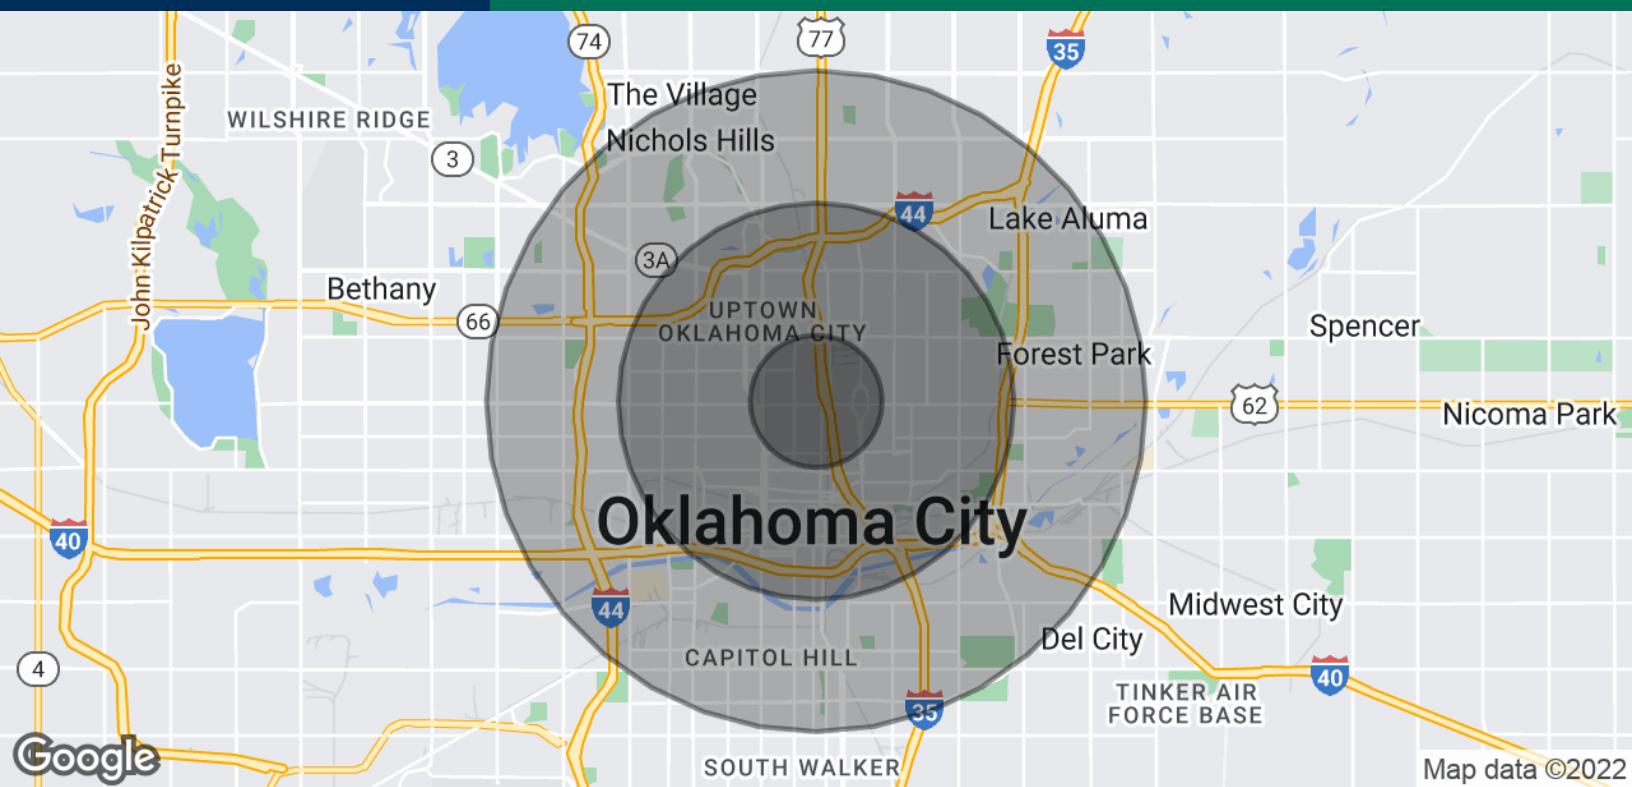 74
77
35
The Village
WILSHIRE RIDGE
Nichols Hills
3
John Kilpatrick Turnpike
44
Lake Aluma
3A
Bethany
UPTOWN
OKLAHOMA CITY
66
Spencer
Forest Park
62
Nicoma Park
Oklahoma City
40
44
Midwest City
Del City
CAPITOL HILL
4
40
TINKER AIR
FORCE BASE
35
Google
SOUTH WALKER
Map data ©2022